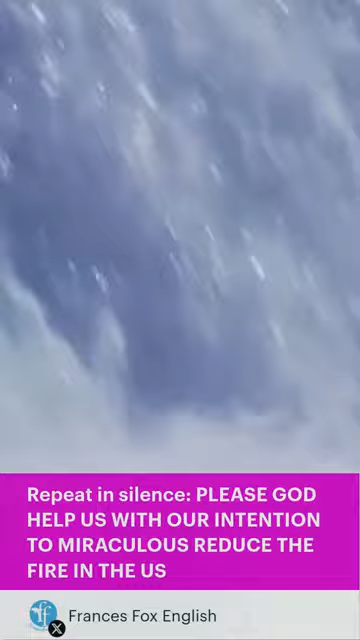 Repeat in silence: PLEASE GOD
HELP US WITH OUR INTENTION
TO MIRACULOUS REDUCE THE
FIRE IN THE US
ff
X
Frances Fox English